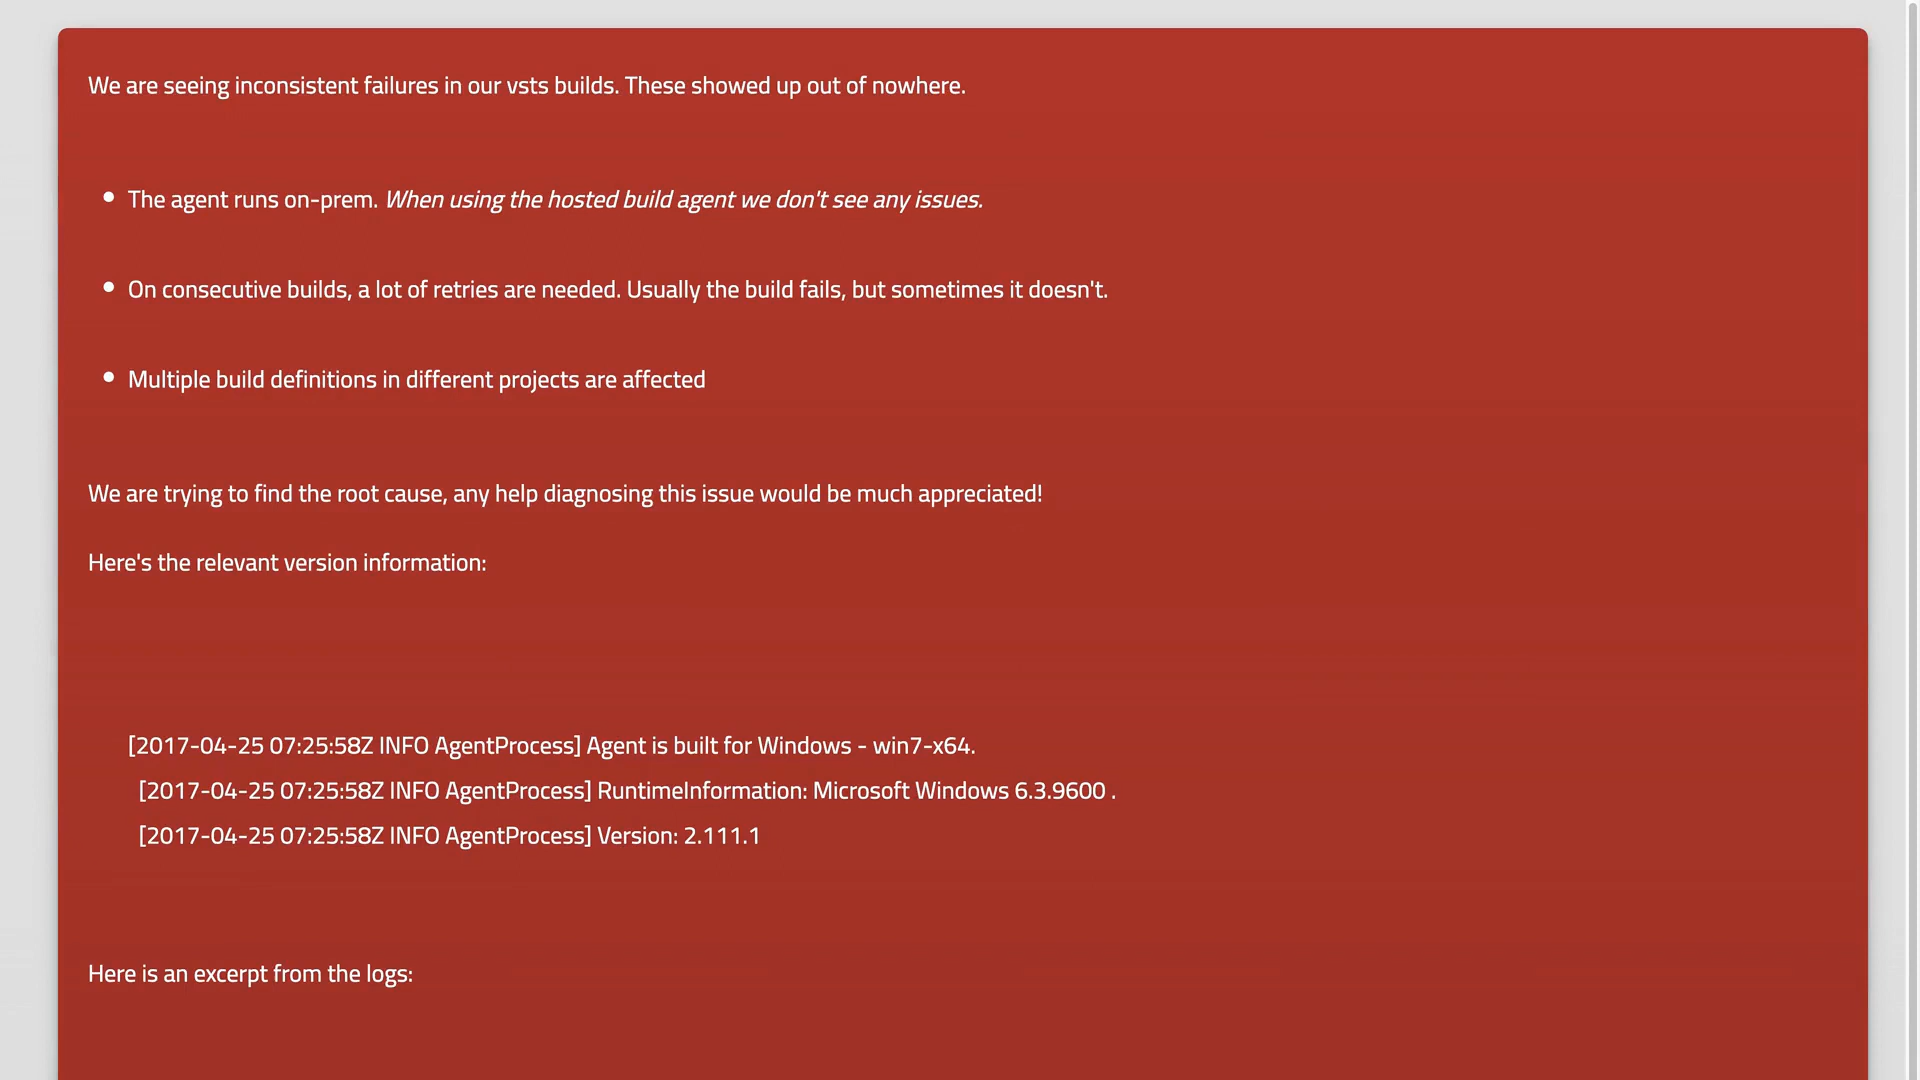 We are seeing inconsistent failures in our vsts builds. These showed up out of nowhere.
The agent runs on-prem. When using the hosted build agent we don't see any issues.
On consecutive builds, a lot of retries are needed. Usually the build fails, but sometimes it doesn't.
Multiple build definitions in different projects are affected
We are trying to find the root cause, any help diagnosing this issue would be much appreciated!
Here's the relevant version information:
[2017-04-25 07:25:58Z INFO AgentProcess] Agent is built for Windows - win7-x64.
[2017-04-25 07:25:58Z INFO AgentProcess] RuntimeInformation: Microsoft Windows 6.3.9600 .
[2017-04-25 07:25:58Z INFO AgentProcess] Version: 2.111.1
Here is an excerpt from the logs: